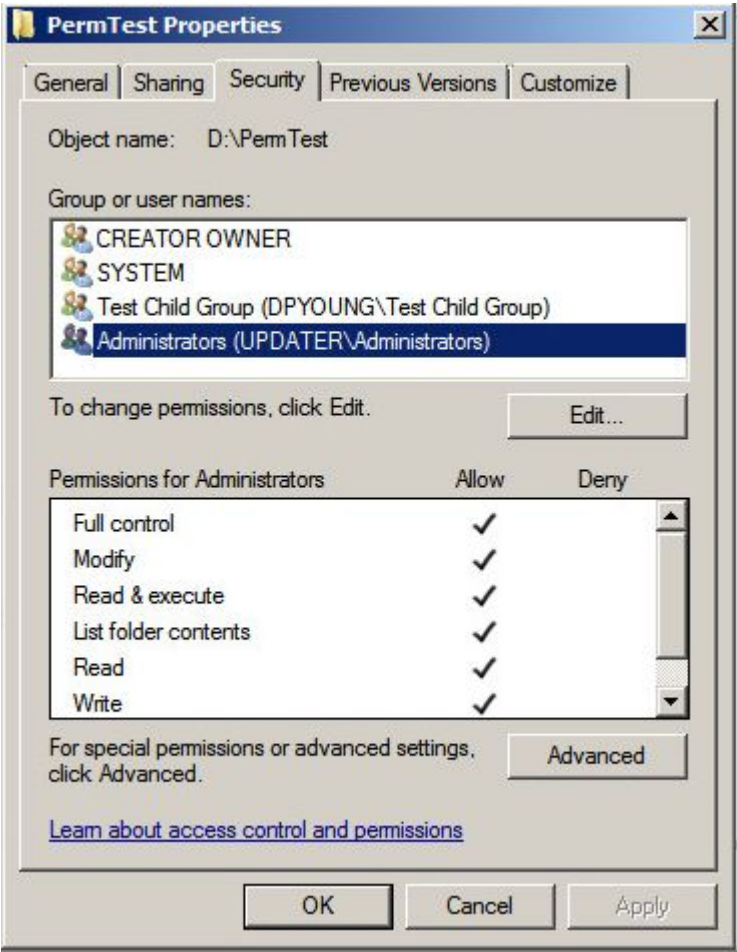 PermTest Properties
General Sharing Security Previous Versions Customize
Object name: D:\PermTest
Group or user names:
CREATOR OWNER
SYSTEM
Test Child Group (DPYOUNG\Test Child Group)
Administrators (UPDATER\Administrators)
To change permissions, click Edit. Edit...
Permissions for Administrators Allow Deny
Full control
Modify
Read & execute
List folder contents
Read
Write
For special permissions or advanced settings, Advanced
click Advanced.
Learn about access control and permissions
OK Cancel Apply